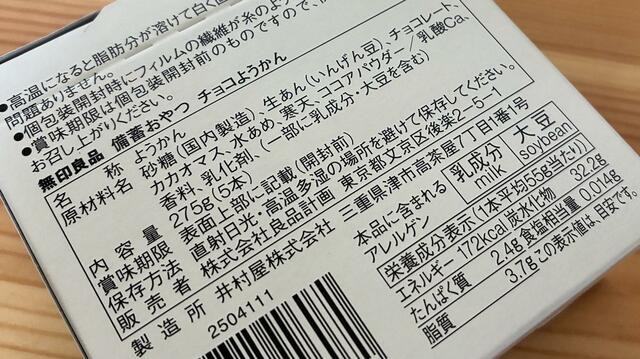 ●高温になると脂肪分が溶けて白く固
問題ありません。
●個包装開封時にフィルムの繊維が糸のよう
●賞味期限は個包装開封前のものですので、
お召し上がりください。
無印良品 備蓄おやつ チョコようかん
名 称 ようかん
原材料名 砂糖(国内製造)、生あん(いんげん豆)、チョコレート、
カカオマス、水あめ、寒天、ココアパウダー/乳酸Ca、
香料、乳化剤、(一部に乳成分・大豆を含む)
内容量 275g(5本)
賞味期限 表面上部に記載(開封前)
保存方法 直射日光・高温多湿の場所を避けて保存してください。
販売者 株式会社良品計画 東京都文京区後楽2-5-1
製造所 井村屋株式会社 三重県津市高茶屋7丁目1番1号
2504111
本品に含まれる
アレルゲン
乳成分
milk
大豆
soybean
栄養成分表示(1本平均55g当たり)
エネルギー 172kcal 炭水化物 32.2g
たんぱく質 2.4g 食塩相当量 0.014g
脂質 3.7g この表示値は、目安です。